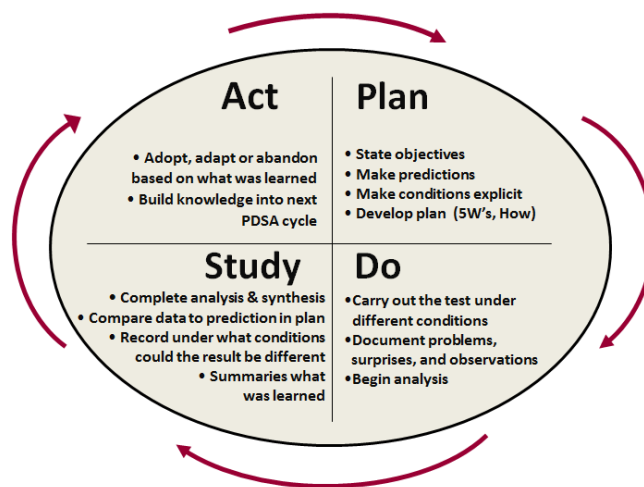 Act
• Adopt, adapt or abandon
based on what was learned
• Build knowledge into next
PDSA cycle
Plan
• State objectives
• Make predictions
• Make conditions explicit
• Develop plan (5W's, How)
Study
• Complete analysis & synthesis
• Compare data to prediction in plan
• Record under what conditions
could the result be different
• Summaries what
was learned
Do
•Carry out the test under
different conditions
•Document problems,
surprises, and observations
•Begin analysis